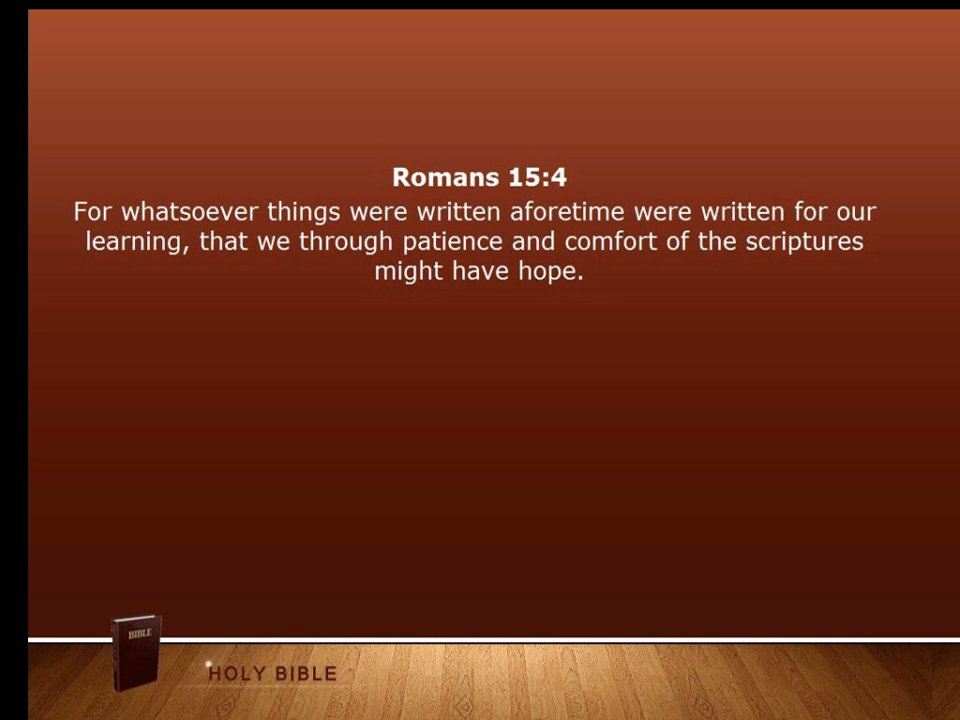 Romans 15:4
For whatsoever things were written aforetime were written for our
learning, that we through patience and comfort of the scriptures
might have hope.
BIBLE
HOLY BIBLE